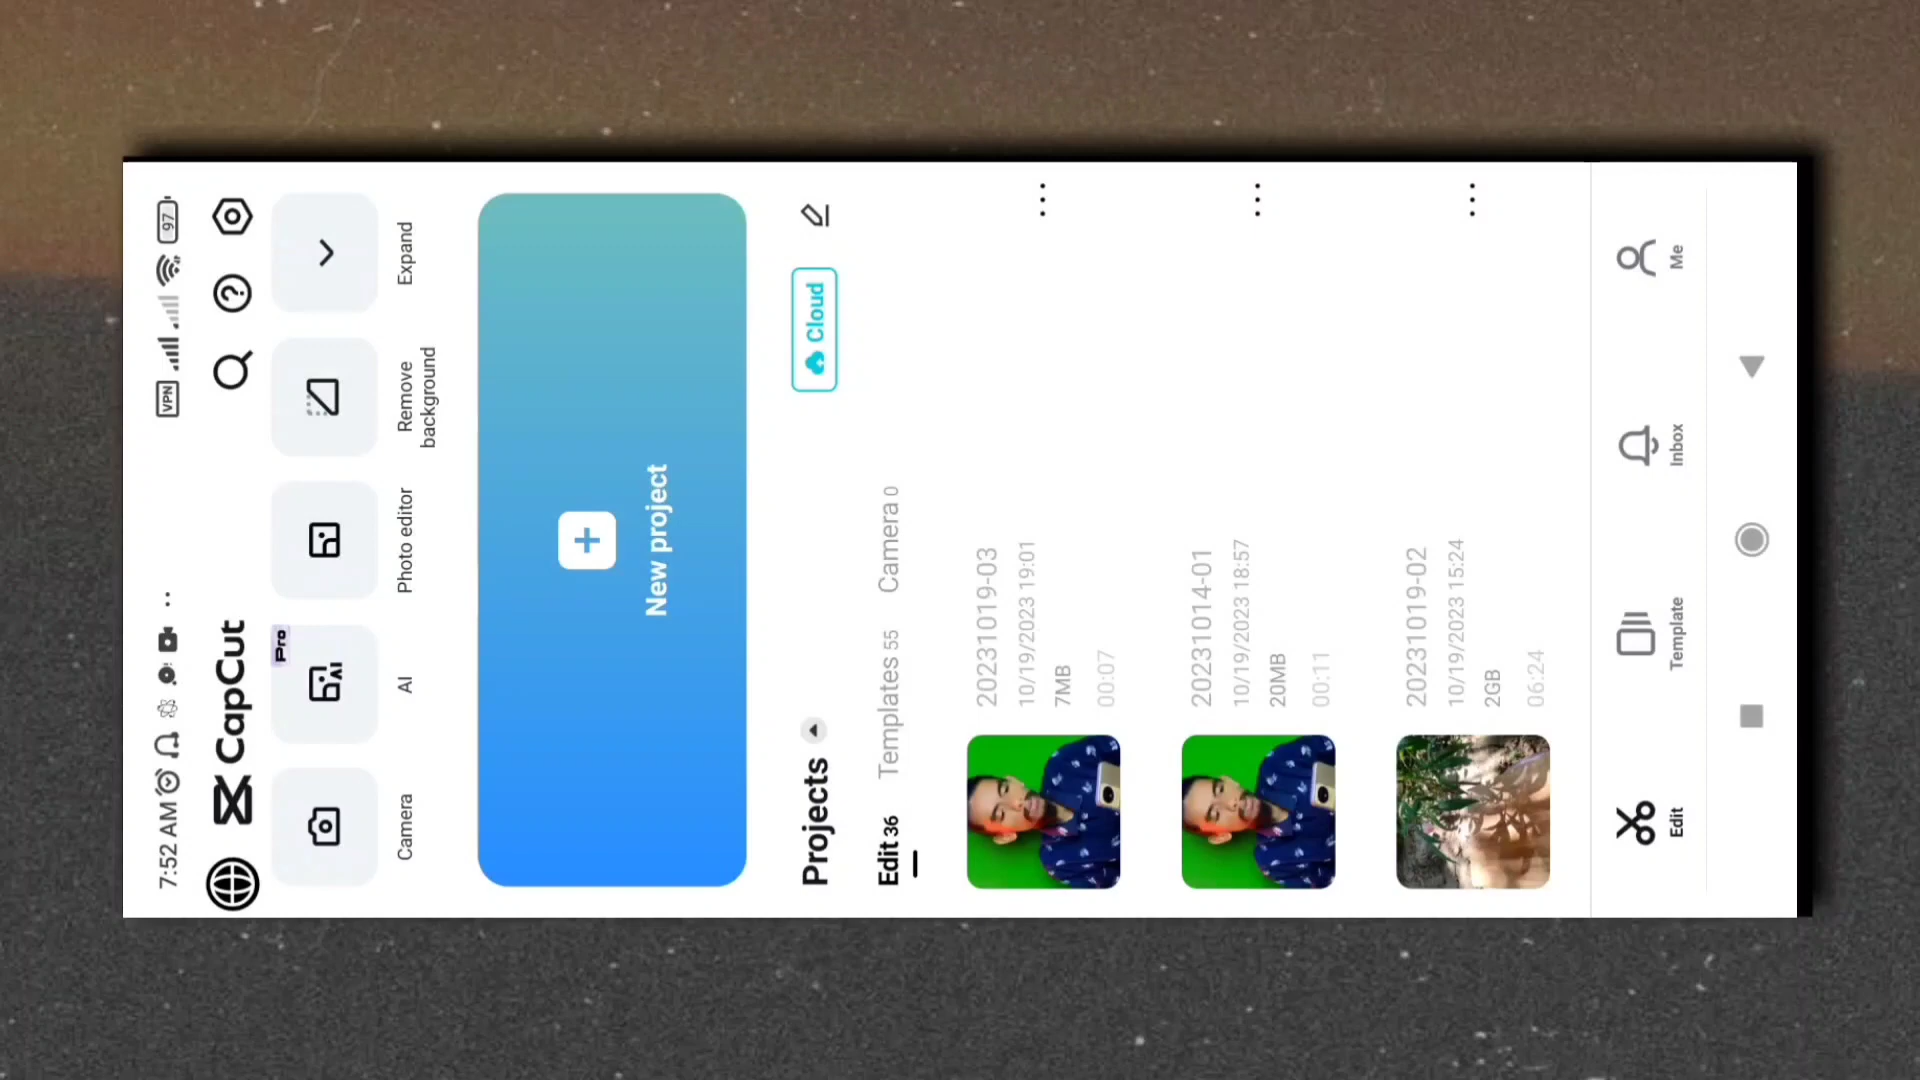 7:52 AM
VPN
97
CapCut
Pro
Camera
AI
Photo editor
Remove
background
Expand
New project
Projects
Cloud
Edit 36
Templates 55
Camera 0
20231019-03
10/19/2023 19:01
7MB
00:07
20231014-01
10/19/2023 18:57
20MB
00:11
20231019-02
10/19/2023 15:24
2GB
06:24
Edit
Template
Inbox
Me